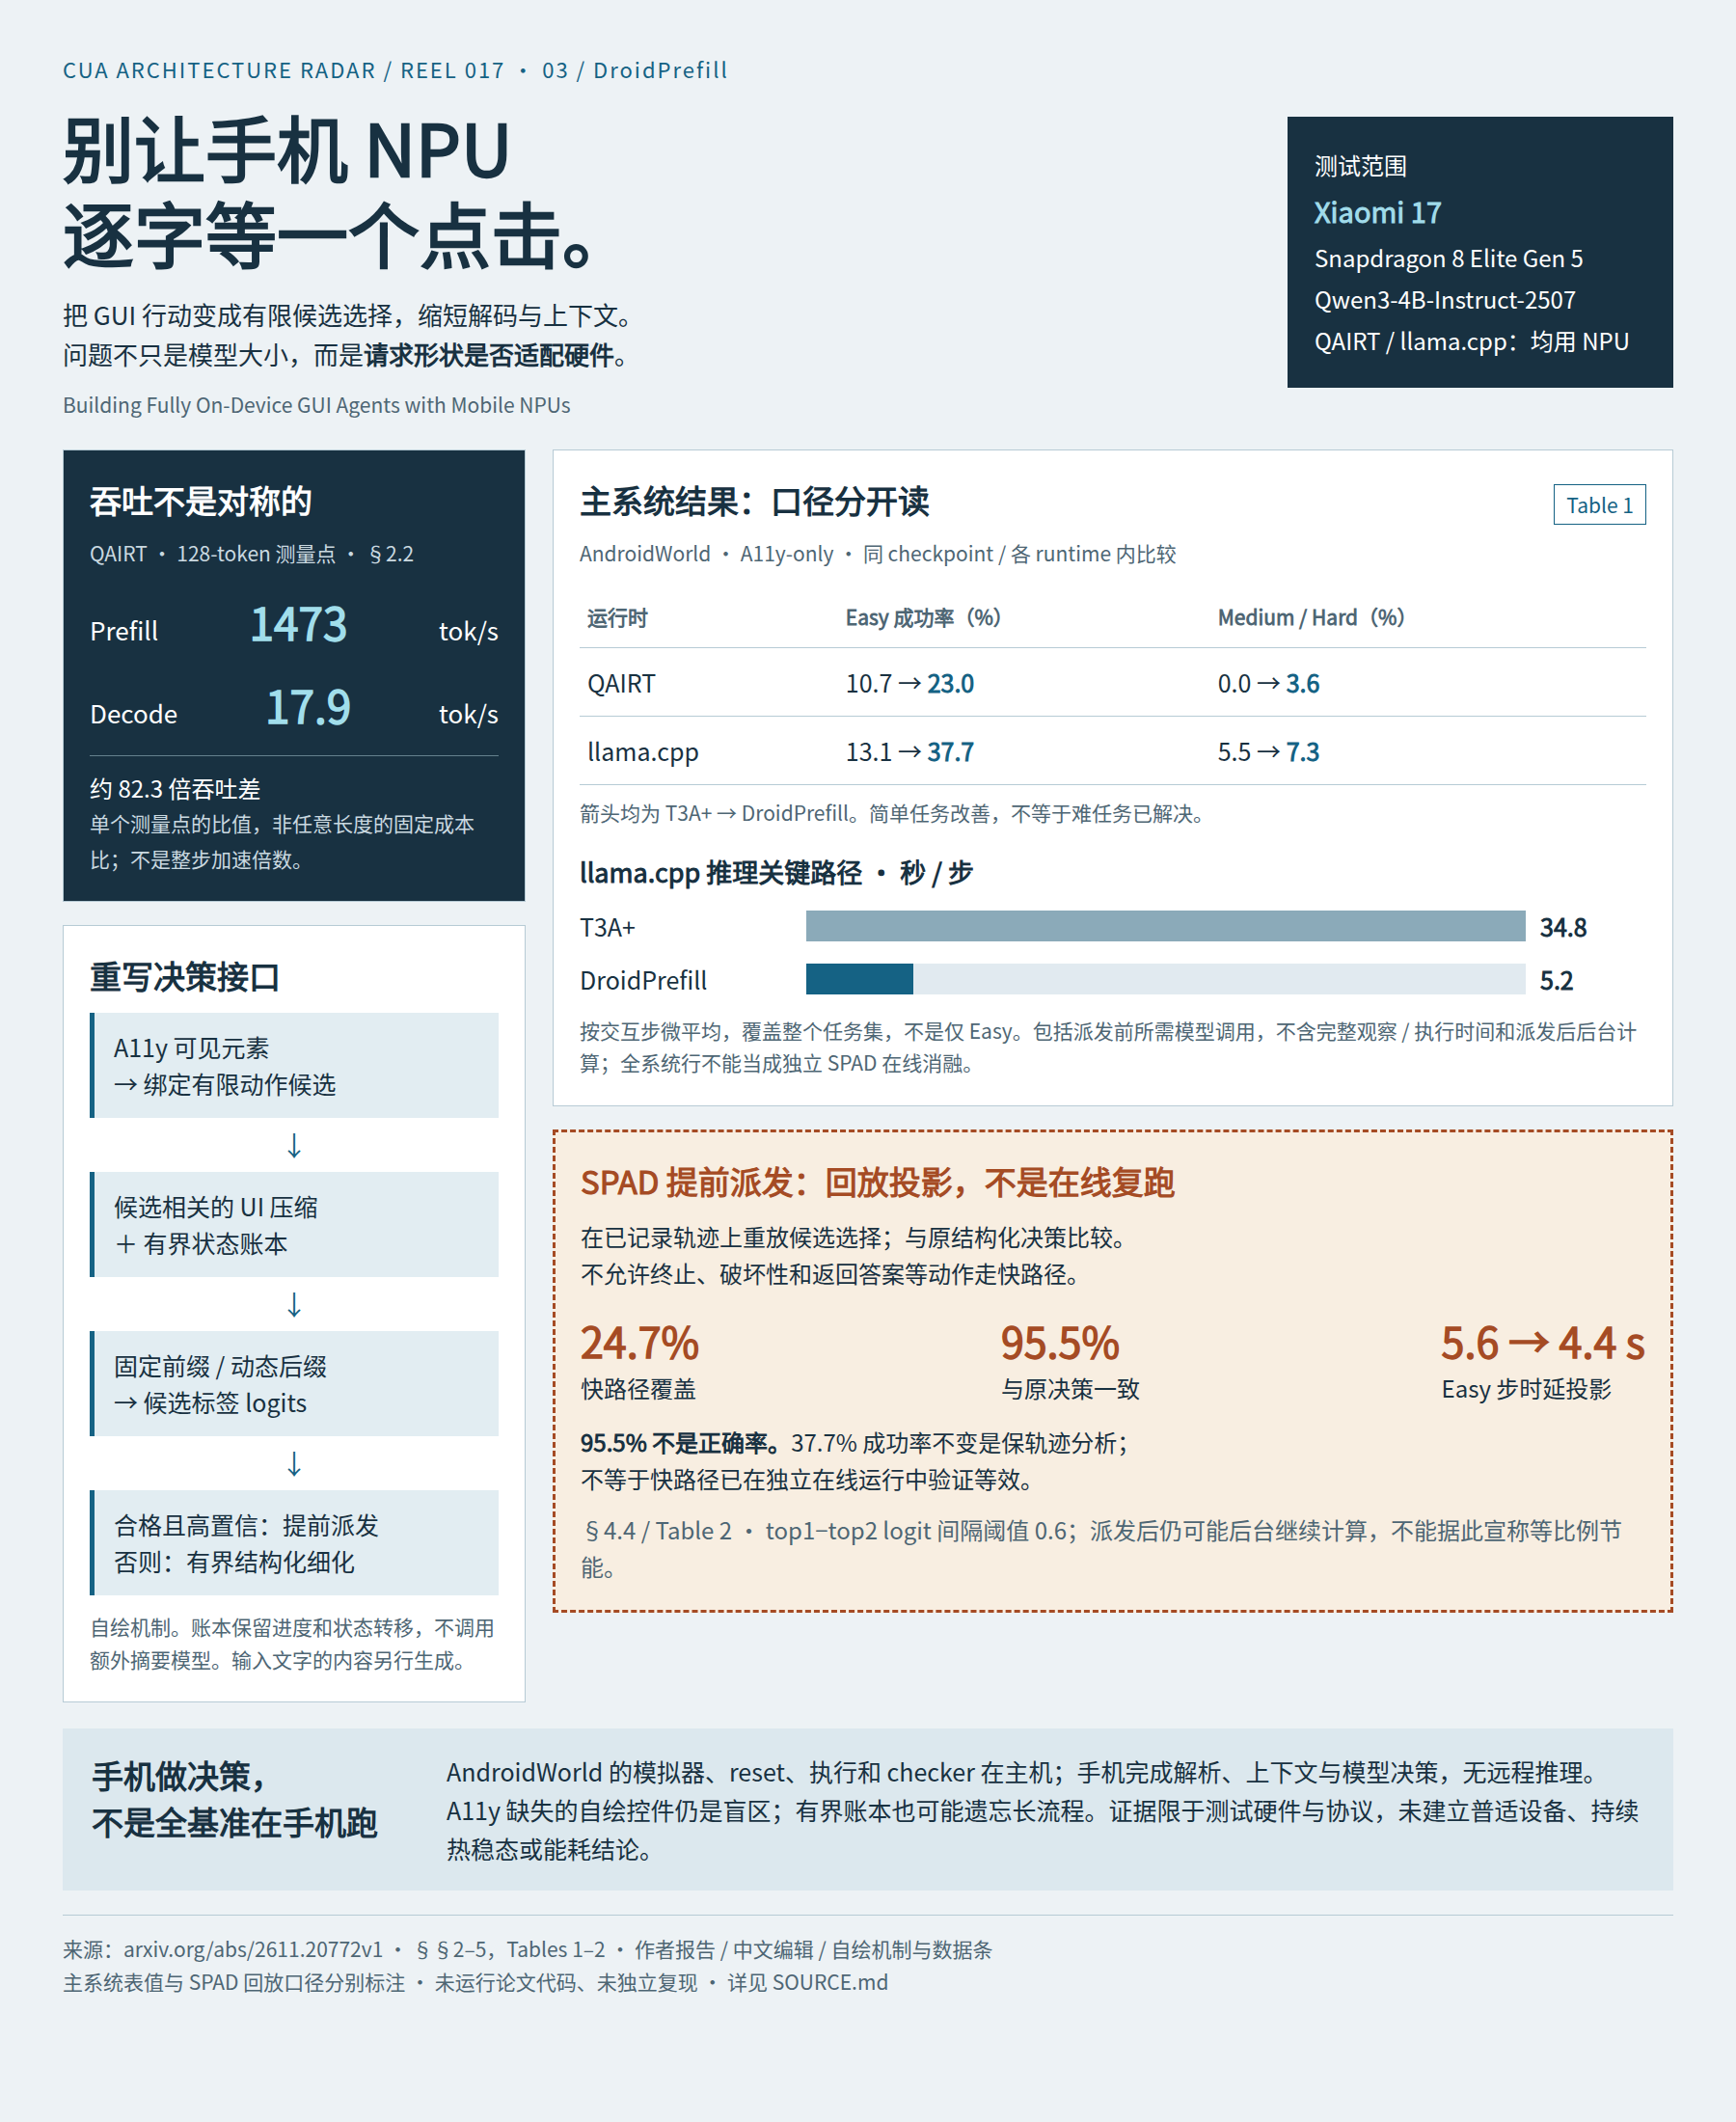 CUA ARCHITECTURE RADAR / REEL 017 · 03 / DroidPrefill
别让手机 NPU
逐字等一个点击。
把 GUI 行动变成有限候选选择，缩短解码与上下文。
问题不只是模型大小，而是请求形状是否适配硬件。
Building Fully On-Device GUI Agents with Mobile NPUs
测试范围
Xiaomi 17
Snapdragon 8 Elite Gen 5
Qwen3-4B-Instruct-2507
QAIRT / llama.cpp：均用 NPU
吞吐不是对称的
QAIRT · 128-token 测量点 · §2.2
Prefill 1473 tok/s
Decode 17.9 tok/s
约 82.3 倍吞吐差
单个测量点的比值，非任意长度的固定成本
比；不是整步加速倍数。
重写决策接口
A11y 可见元素
→ 绑定有限动作候选
↓
候选相关的 UI 压缩
＋ 有界状态账本
↓
固定前缀 / 动态后缀
→ 候选标签 logits
↓
合格且高置信：提前派发
否则：有界结构化细化
自绘机制。账本保留进度和状态转移，不调用
额外摘要模型。输入文字的内容另行生成。
主系统结果：口径分开读
Table 1
AndroidWorld · A11y-only · 同 checkpoint / 各 runtime 内比较
运行时 Easy 成功率（%） Medium / Hard（%）
QAIRT 10.7 → 23.0 0.0 → 3.6
llama.cpp 13.1 → 37.7 5.5 → 7.3
箭头均为 T3A+ → DroidPrefill。简单任务改善，不等于难任务已解决。
llama.cpp 推理关键路径 · 秒 / 步
T3A+ 34.8
DroidPrefill 5.2
按交互步微平均，覆盖整个任务集，不是仅 Easy。包括派发前所需模型调用，不含完整观察 / 执行时间和派发后后台计
算；全系统行不能当成独立 SPAD 在线消融。
SPAD 提前派发：回放投影，不是在线复跑
在已记录轨迹上重放候选选择；与原结构化决策比较。
不允许终止、破坏性和返回答案等动作走快路径。
24.7% 95.5% 5.6 → 4.4 s
快路径覆盖 与原决策一致 Easy 步时延投影
95.5% 不是正确率。37.7% 成功率不变是保轨迹分析；
不等于快路径已在独立在线运行中验证等效。
§4.4 / Table 2 · top1−top2 logit 间隔阈值 0.6；派发后仍可能后台继续计算，不能据此宣称等比例节
能。
手机做决策，
不是全基准在手机跑
AndroidWorld 的模拟器、reset、执行和 checker 在主机；手机完成解析、上下文与模型决策，无远程推理。
A11y 缺失的自绘控件仍是盲区；有界账本也可能遗忘长流程。证据限于测试硬件与协议，未建立普适设备、持续
热稳态或能耗结论。
来源：arxiv.org/abs/2611.20772v1 · §§2–5，Tables 1–2 · 作者报告 / 中文编辑 / 自绘机制与数据条
主系统表值与 SPAD 回放口径分别标注 · 未运行论文代码、未独立复现 · 详见 SOURCE.md